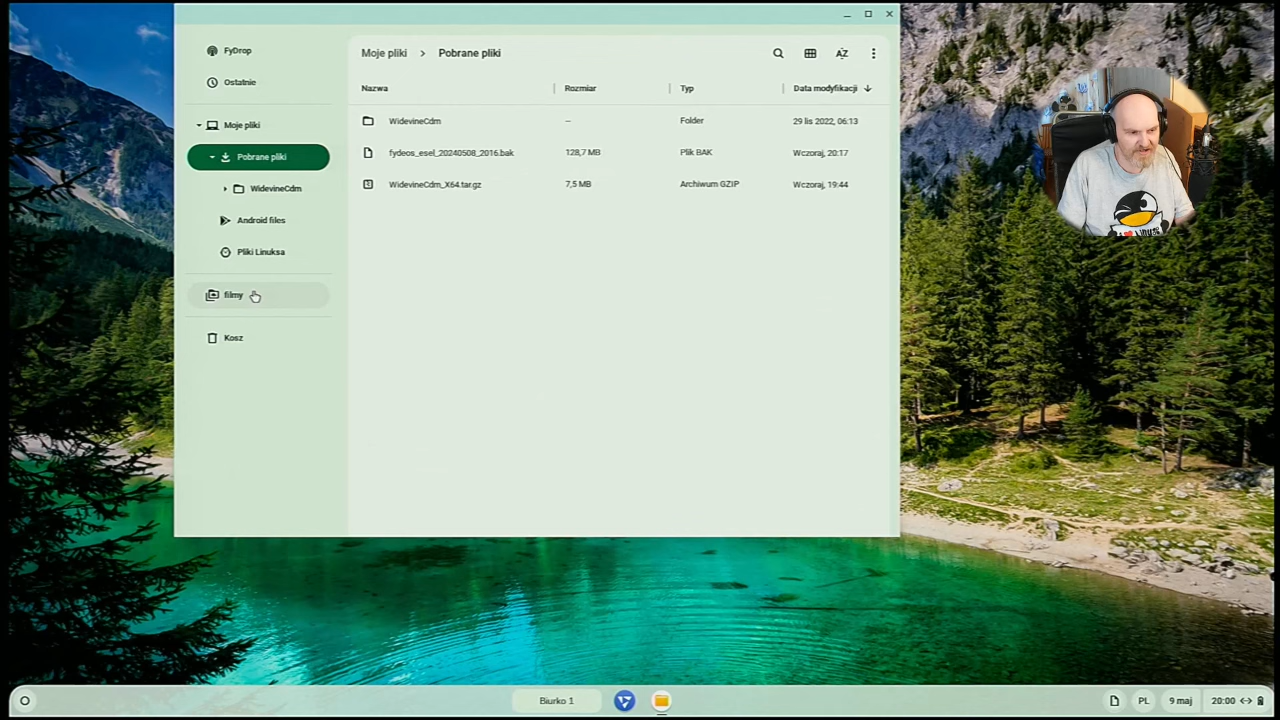 FyDrop
Ostatnie
Moje pliki
Pobrane pliki
WidevineCdm
Android files
Pliki Linuksa
filmy
Kosz
Moje pliki > Pobrane pliki
AZ
Nazwa Rozmiar Typ Data modyfikacji
WidevineCdm -- Folder 29 lis 2022, 06:13
fydeos_esel_20240508_2016.bak 128,7 MB Plik BAK Wczoraj, 20:17
WidevineCdm_X64.tar.gz 7,5 MB Archiwum GZIP Wczoraj, 19:44
Biurko 1
PL 9 maj 20:00